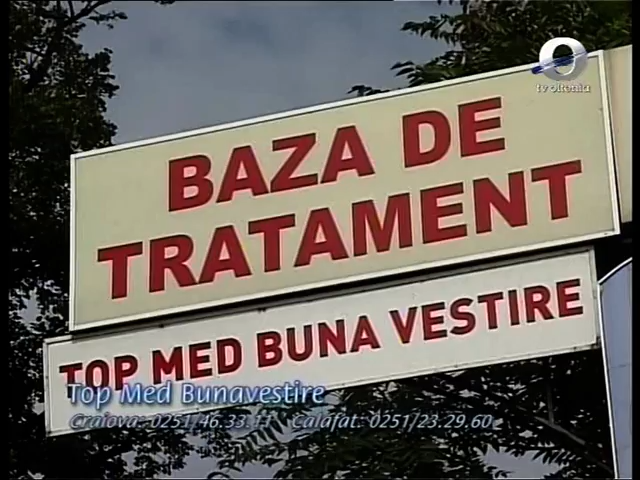 tv oltenia
BAZA DE
TRATAMENT
TOP MED BUNA VESTIRE
Top Med Bunavestire
Craiova: 0251/46.33.11 Calafat: 0251/23.29.60